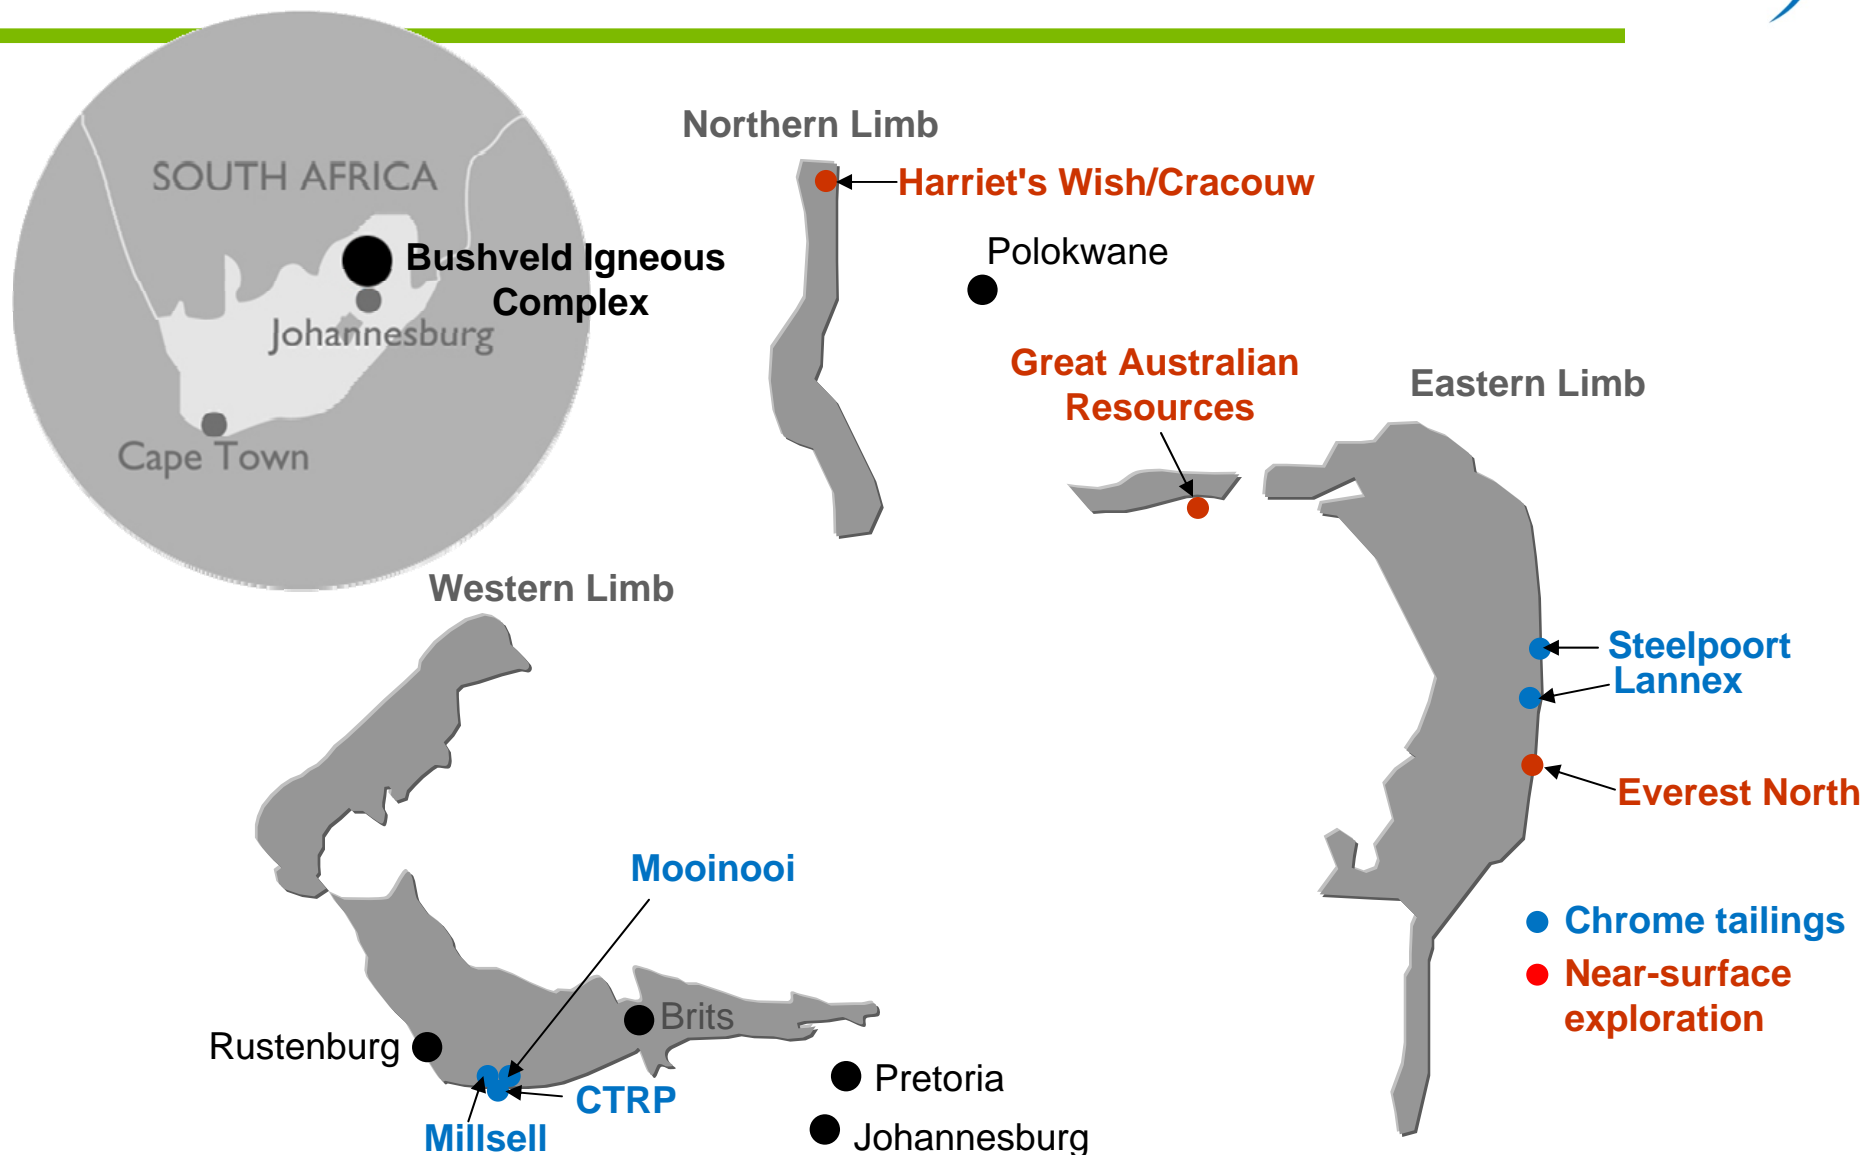 Northern Limb
SOUTH AFRICA
Harriet's Wish/Cracouw
Bushveld Igneous
Complex
Polokwane
Johannesburg
Great Australian
Resources
Eastern Limb
Cape Town
Western Limb
Steelpoort
Lannex
Everest North
Mooinooi
Chrome tailings
Near-surface
exploration
Brits
Rustenburg
Pretoria
CTRP
Millsell
Johannesburg